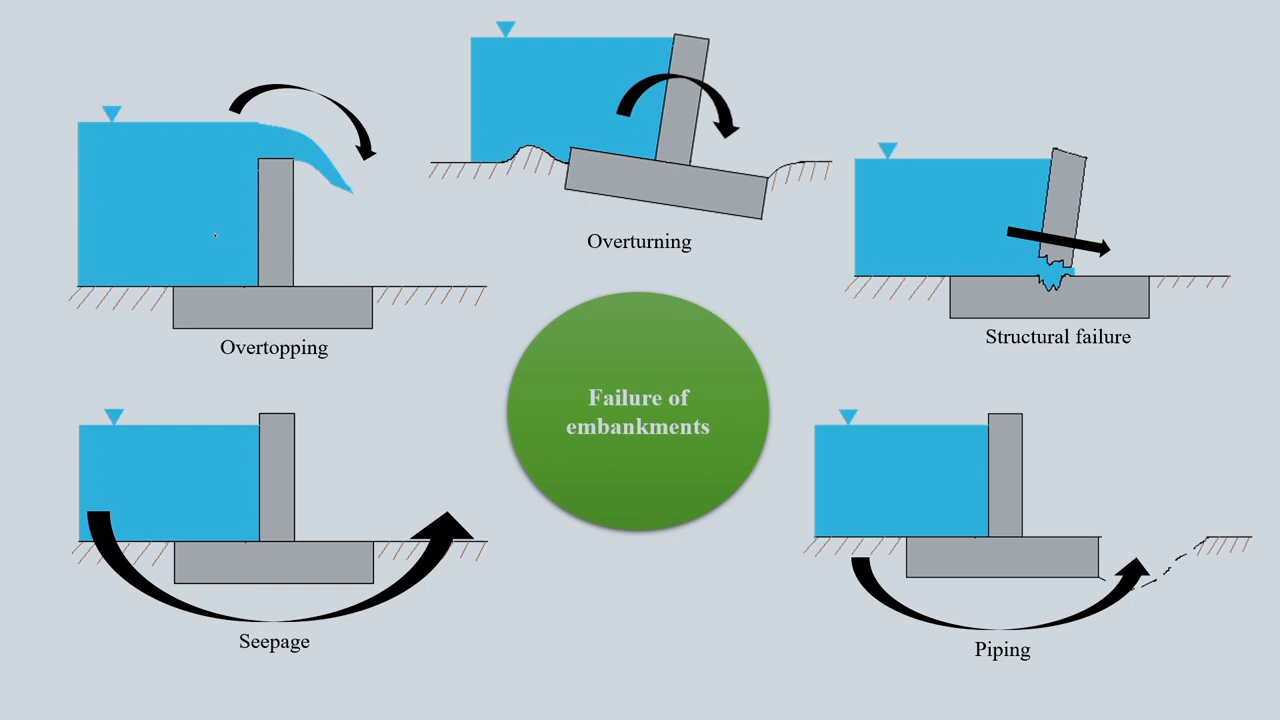 Overturning
Structural failure
Overtopping
Failure of
embankments
Seepage
Piping